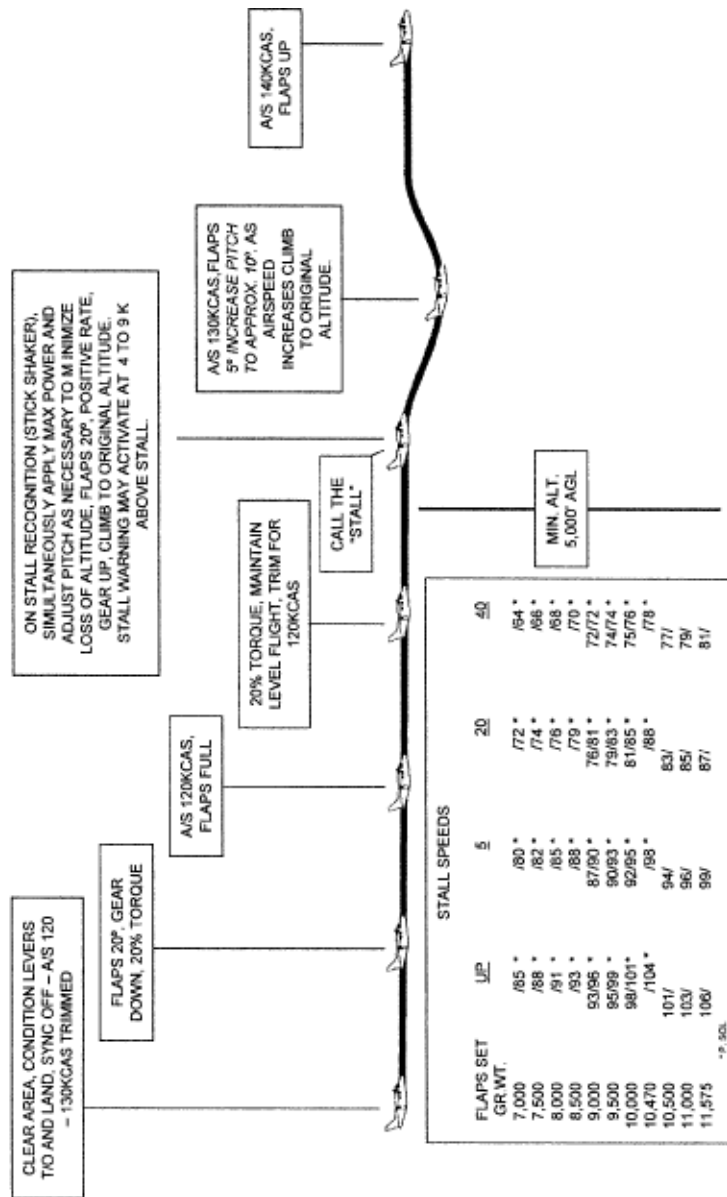 CLEAR AREA, CONDITION LEVERS
T/O AND LAND, SYNC OFF – A/S 120
– 130KCAS TRIMMED
FLAPS 20º, GEAR
DOWN, 20% TORQUE
A/S 120KCAS,
FLAPS FULL
20% TORQUE, MAINTAIN
LEVEL FLIGHT, TRIM FOR
120KCAS
CALL THE
"STALL"
ON STALL RECOGNITION (STICK SHAKER),
SIMULTANEOUSLY APPLY MAX POWER AND
ADJUST PITCH AS NECESSARY TO M INIMIZE
LOSS OF ALTITUDE, FLAPS 20º, POSITIVE RATE,
GEAR UP, CLIMB TO ORIGINAL ALTITUDE.
STALL WARNING MAY ACTIVATE AT 4 TO 9 K
ABOVE STALL.
A/S 130KCAS,FLAPS
5º INCREASE PITCH
TO APPROX. 10º, AS
AIRSPEED
INCREASES CLIMB
TO ORIGINAL
ALTITUDE.
A/S 140KCAS,
FLAPS UP
MIN. ALT.
5,000' AGL
STALL SPEEDS
FLAPS SET UP 5 20 40
GR.WT.
7,000 /85 * /80 * /72 * /64 *
7,500 /88 * /82 * /74 * /66 *
8,000 /91 * /85 * /76 * /68 *
8,500 /93 * /88 * /79 * /70 *
9,000 93/96 * 87/90 * 76/81 * 72/72 *
9,500 95/99 * 90/93 * 79/83 * 74/74 *
10,000 98/101* 92/95 * 81/85 * 75/76 *
10,470 /104 * /98 * /88 * /78 *
10,500 101/ 94/ 83/ 77/
11,000 103/ 96/ 85/ 79/
11,575 106/ 99/ 87/ 81/